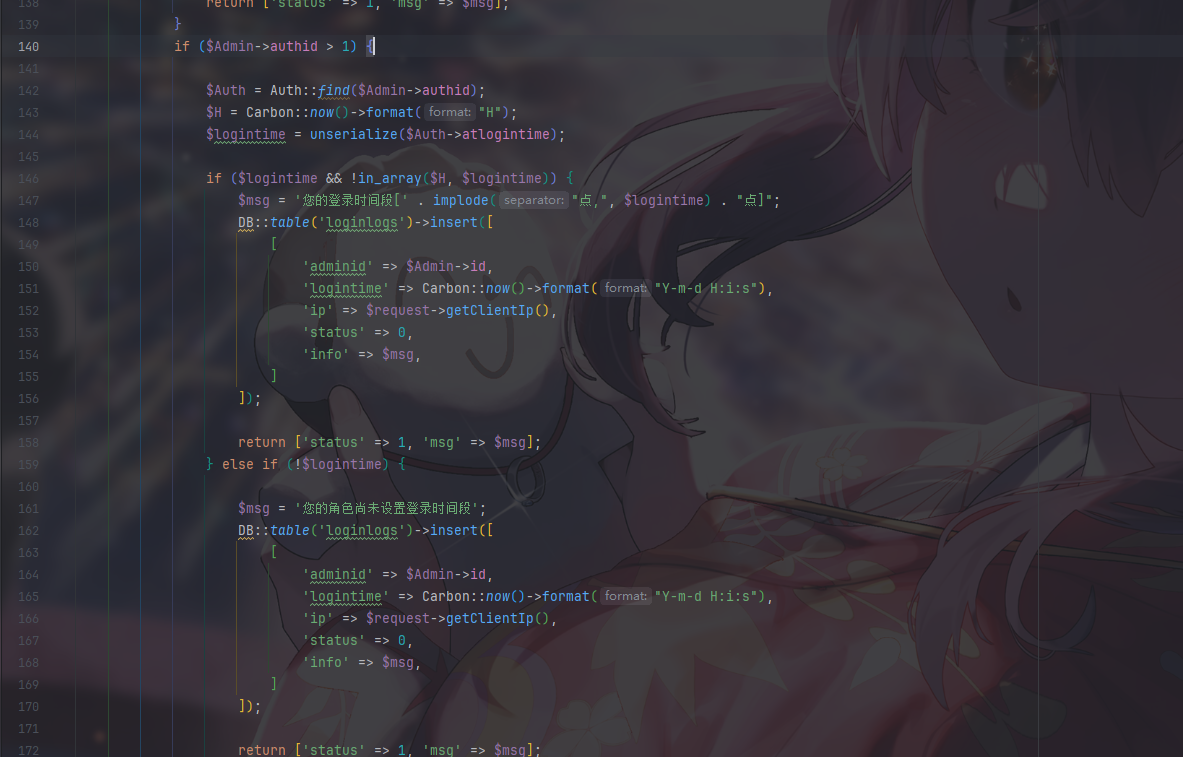 138 return ['status' => 1, 'msg' => $msg];
139 }
140 if ($Admin->authid > 1) {
141
142 $Auth = Auth::find($Admin->authid);
143 $H = Carbon::now()->format( format: "H");
144 $logintime = unserialize($Auth->atlogintime);
145
146 if ($logintime && !in_array($H, $logintime)) {
147 $msg = '您的登录时间段[' . implode( separator: "点,", $logintime) . "点]";
148 DB::table('loginlogs')->insert([
149 [
150 'adminid' => $Admin->id,
151 'logintime' => Carbon::now()->format( format: "Y-m-d H:i:s"),
152 'ip' => $request->getClientIp(),
153 'status' => 0,
154 'info' => $msg,
155 ]
156 ]);
157
158 return ['status' => 1, 'msg' => $msg];
159 } else if (!$logintime) {
160
161 $msg = '您的角色尚未设置登录时间段';
162 DB::table('loginlogs')->insert([
163 [
164 'adminid' => $Admin->id,
165 'logintime' => Carbon::now()->format( format: "Y-m-d H:i:s"),
166 'ip' => $request->getClientIp(),
167 'status' => 0,
168 'info' => $msg,
169 ]
170 ]);
171
172 return ['status' => 1, 'msg' => $msg];